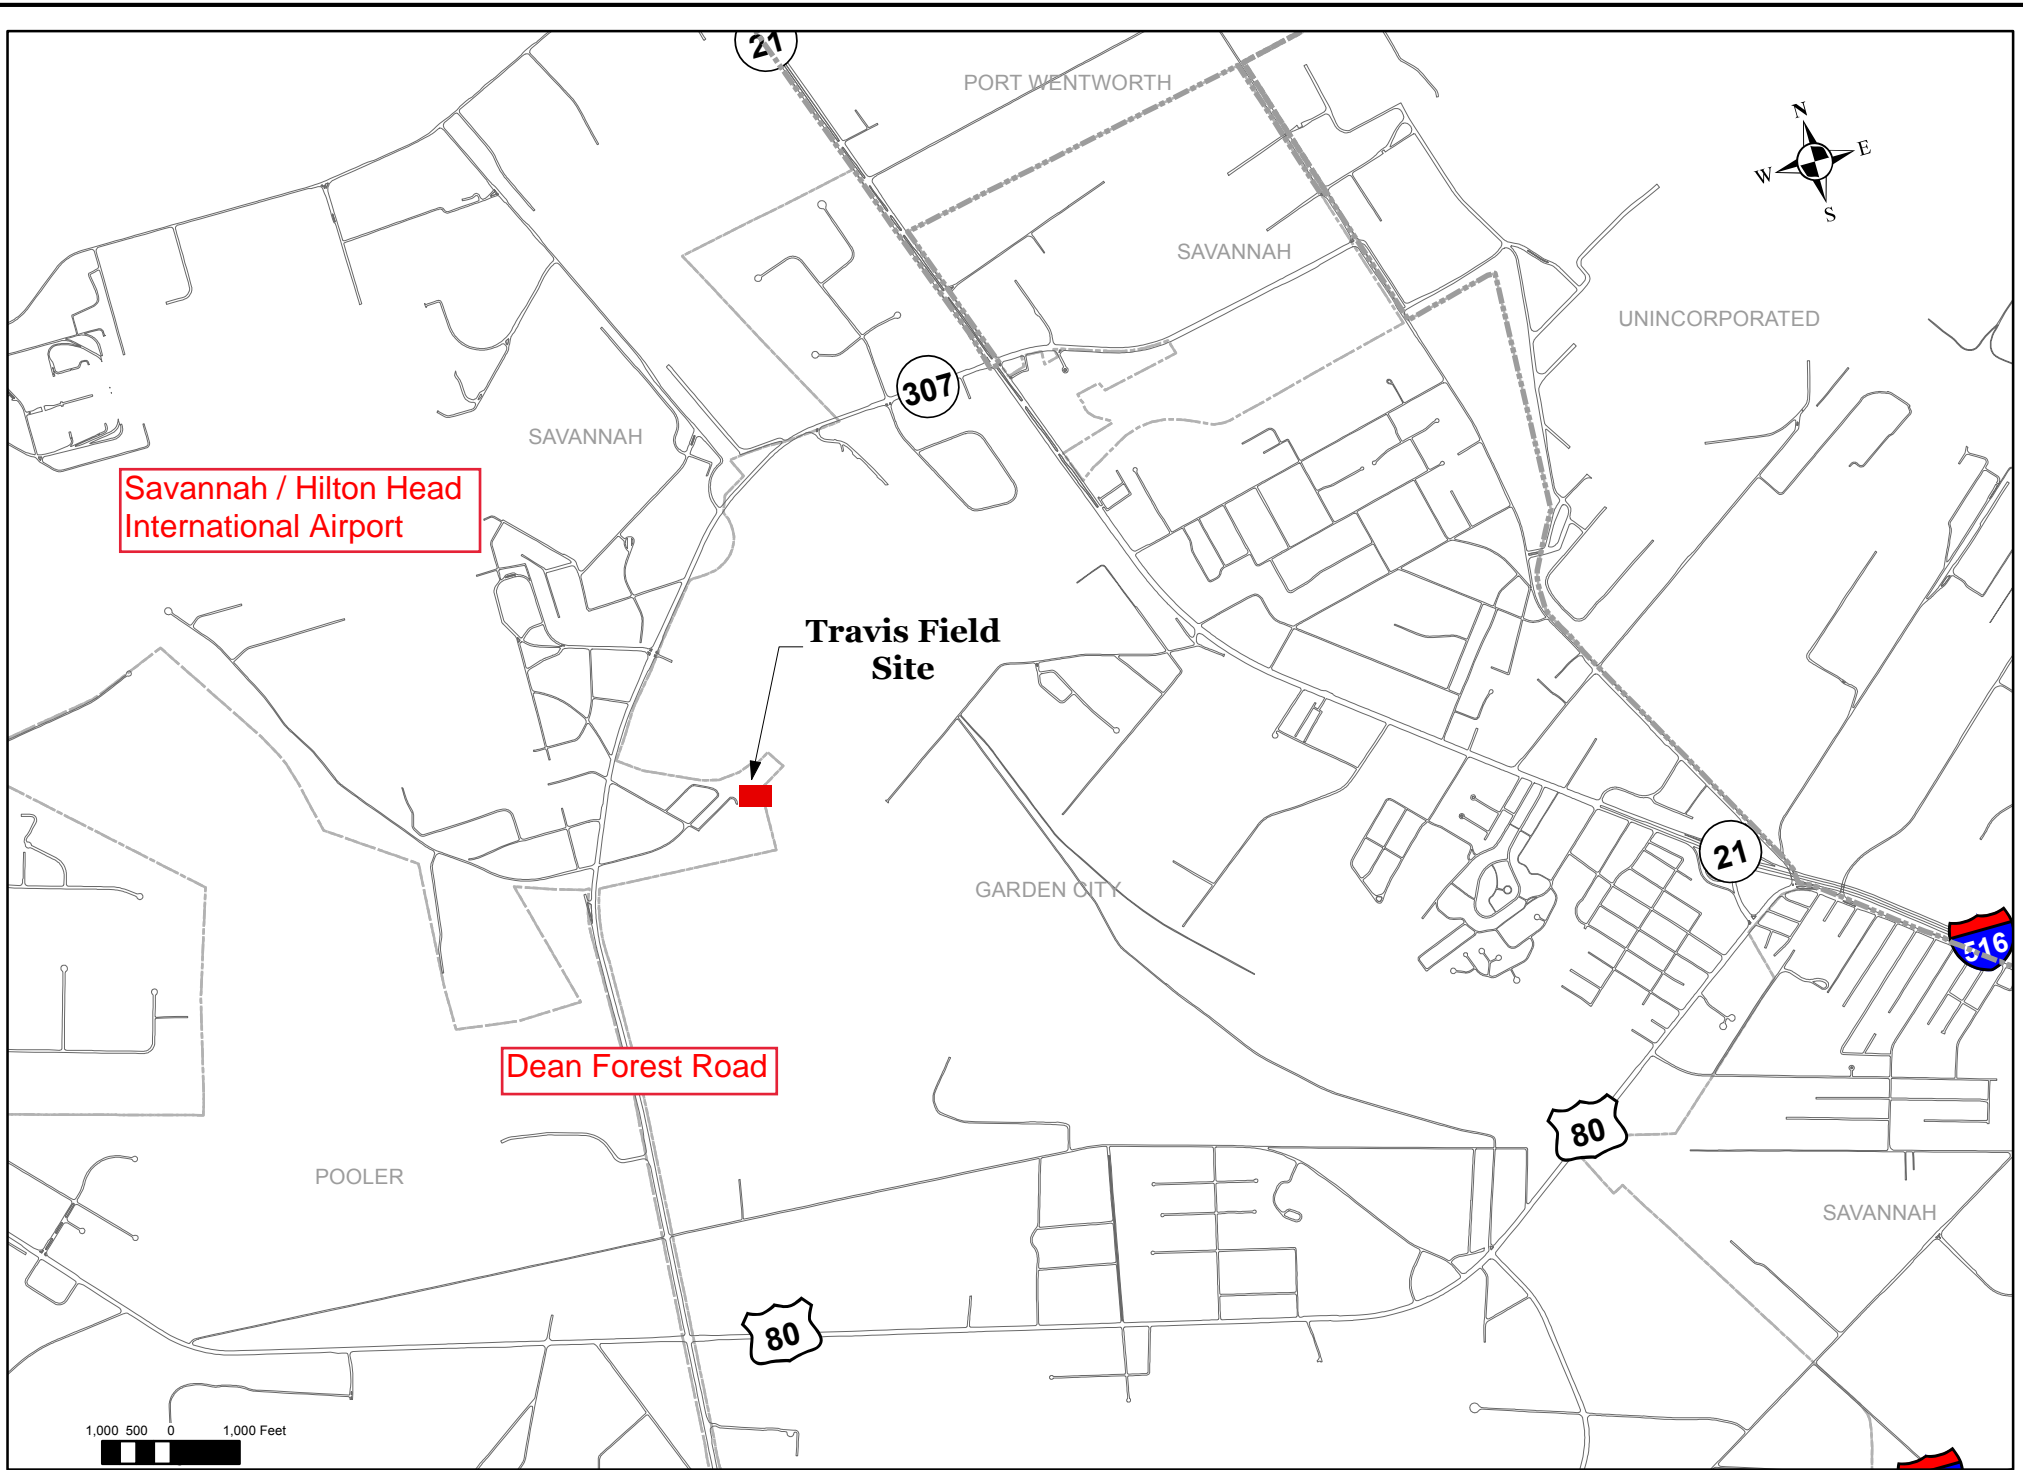 21
PORT WENTWORTH
N
W
E
S
SAVANNAH
UNINCORPORATED
307
SAVANNAH
Savannah / Hilton Head
International Airport
Travis Field
Site
21
GARDEN CITY
516
Dean Forest Road
80
POOLER
SAVANNAH
80
1,000 500 0 1,000 Feet